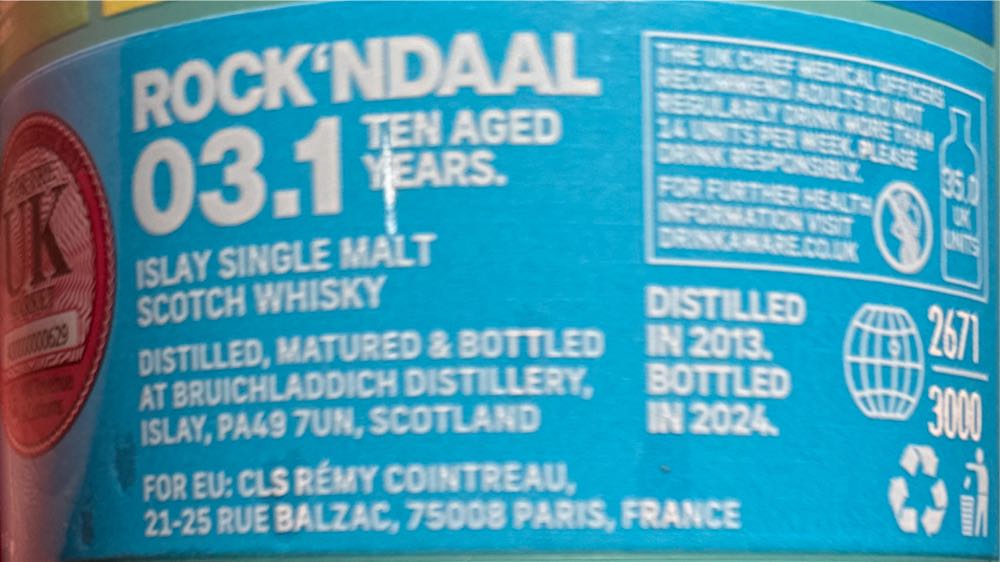 ROCK‘NDAAL
03.1 TEN AGED
YEARS.
ISLAY SINGLE MALT
SCOTCH WHISKY
DISTILLED, MATURED & BOTTLED
AT BRUICHLADDICH DISTILLERY,
ISLAY, PA49 7UN, SCOTLAND
FOR EU: CLS RÉMY COINTREAU,
21-25 RUE BALZAC, 75008 PARIS, FRANCE
THE UK CHIEF MEDICAL OFFICERS
RECOMMEND ADULTS DO NOT
REGULARLY DRINK MORE THAN
14 UNITS PER WEEK. PLEASE
DRINK RESPONSIBLY.
FOR FURTHER HEALTH
INFORMATION VISIT
DRINKAWARE.CO.UK
35.0
UK
UNITS
DISTILLED
IN 2013.
BOTTLED
IN 2024.
2671
3000
UK